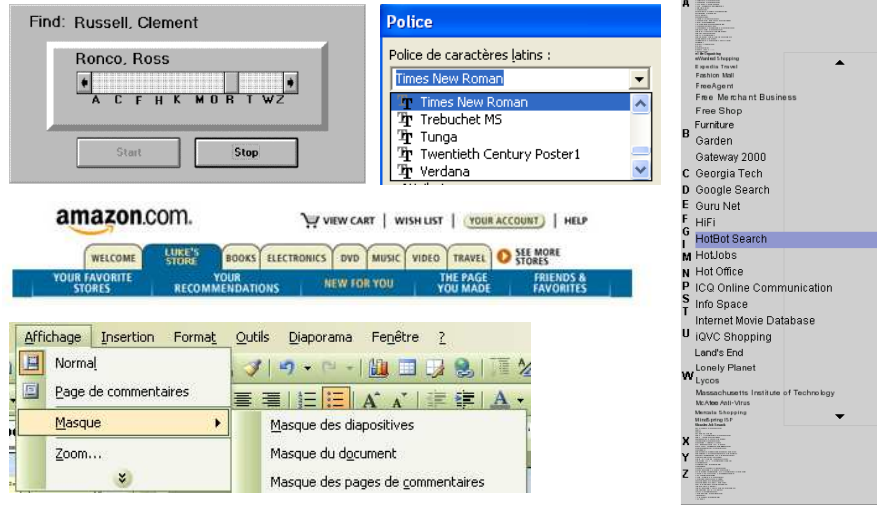 Find: Russell, Clement
Ronco, Ross
A C F H K M O R T W Z
Start
Stop
Police
Police de caractères latins :
Times New Roman
Times New Roman
Trebuchet MS
Tunga
Twentieth Century Poster1
Verdana
amazon.com.
VIEW CART | WISH LIST | YOUR ACCOUNT | HELP
WELCOME
LUKE'S STORE
BOOKS
ELECTRONICS
DVD
MUSIC
VIDEO
TRAVEL
SEE MORE STORES
YOUR FAVORITE STORES
YOUR RECOMMENDATIONS
NEW FOR YOU
THE PAGE YOU MADE
FRIENDS & FAVORITES
Affichage Insertion Format Outils Diaporama Fenêtre ?
Normal
Page de commentaires
Masque
Zoom...
Masque des diapositives
Masque du document
Masque des pages de commentaires
A
eWanted Shopping
Expedia Travel
Fashion Mall
FreeAgent
Free Merchant Business
Free Shop
Furniture
B
Garden
Gateway 2000
C Georgia Tech
D Google Search
E Guru Net
F HiFi
G
HotBot Search
I
M HotJobs
N Hot Office
P ICQ Online Communication
S Info Space
T
Internet Movie Database
U iQVC Shopping
Land's End
Lonely Planet
W Lycos
Massachusetts Institute of Technology
McAfee Anti-Virus
Mercata Shopping
MindSpring ISP
X
Y
Z